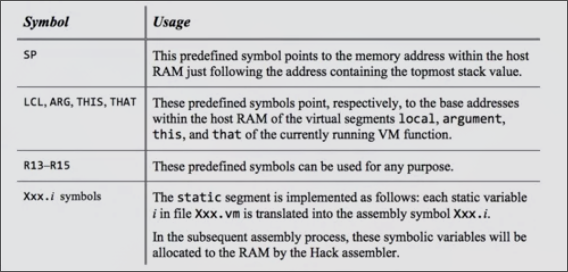 Symbol Usage
SP This predefined symbol points to the memory address within the host
RAM just following the address containing the topmost stack value.
LCL, ARG, THIS, THAT These predefined symbols point, respectively, to the base addresses
within the host RAM of the virtual segments local, argument,
this, and that of the currently running VM function.
R13–R15 These predefined symbols can be used for any purpose.
Xxx.i symbols The static segment is implemented as follows: each static variable
i in file Xxx.vm is translated into the assembly symbol Xxx.i.
In the subsequent assembly process, these symbolic variables will be
allocated to the RAM by the Hack assembler.